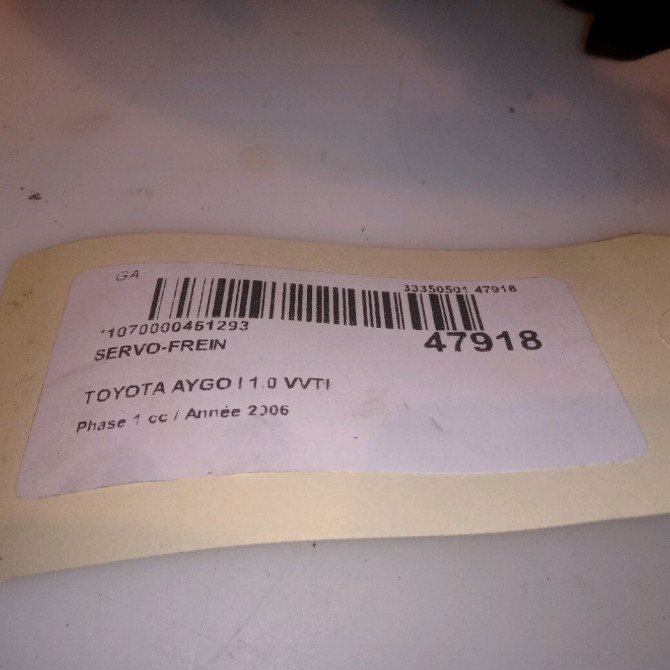 GA
33350501 47918
*1070000461293
47918
SERVO-FREIN
TOYOTA AYGO I 1.0 VVTI
Phase 1 cc / Année 2006